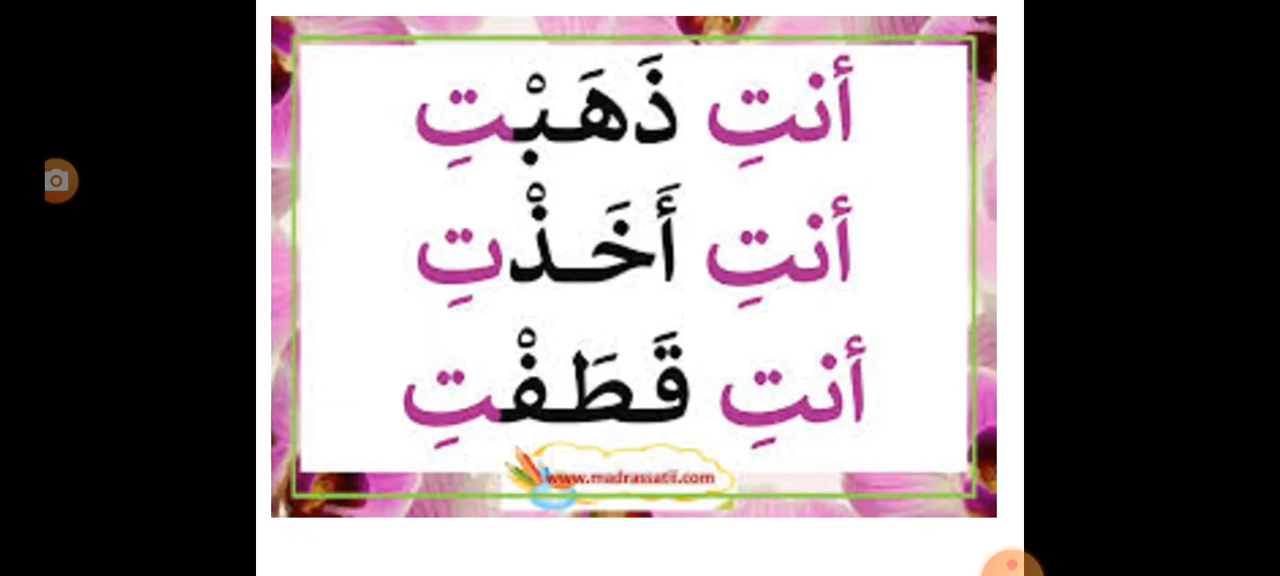 أنتِ ذَهَبْتِ
أنتِ أَخَذْتِ
أنتِ قَطَفْتِ
www.madrassatii.com